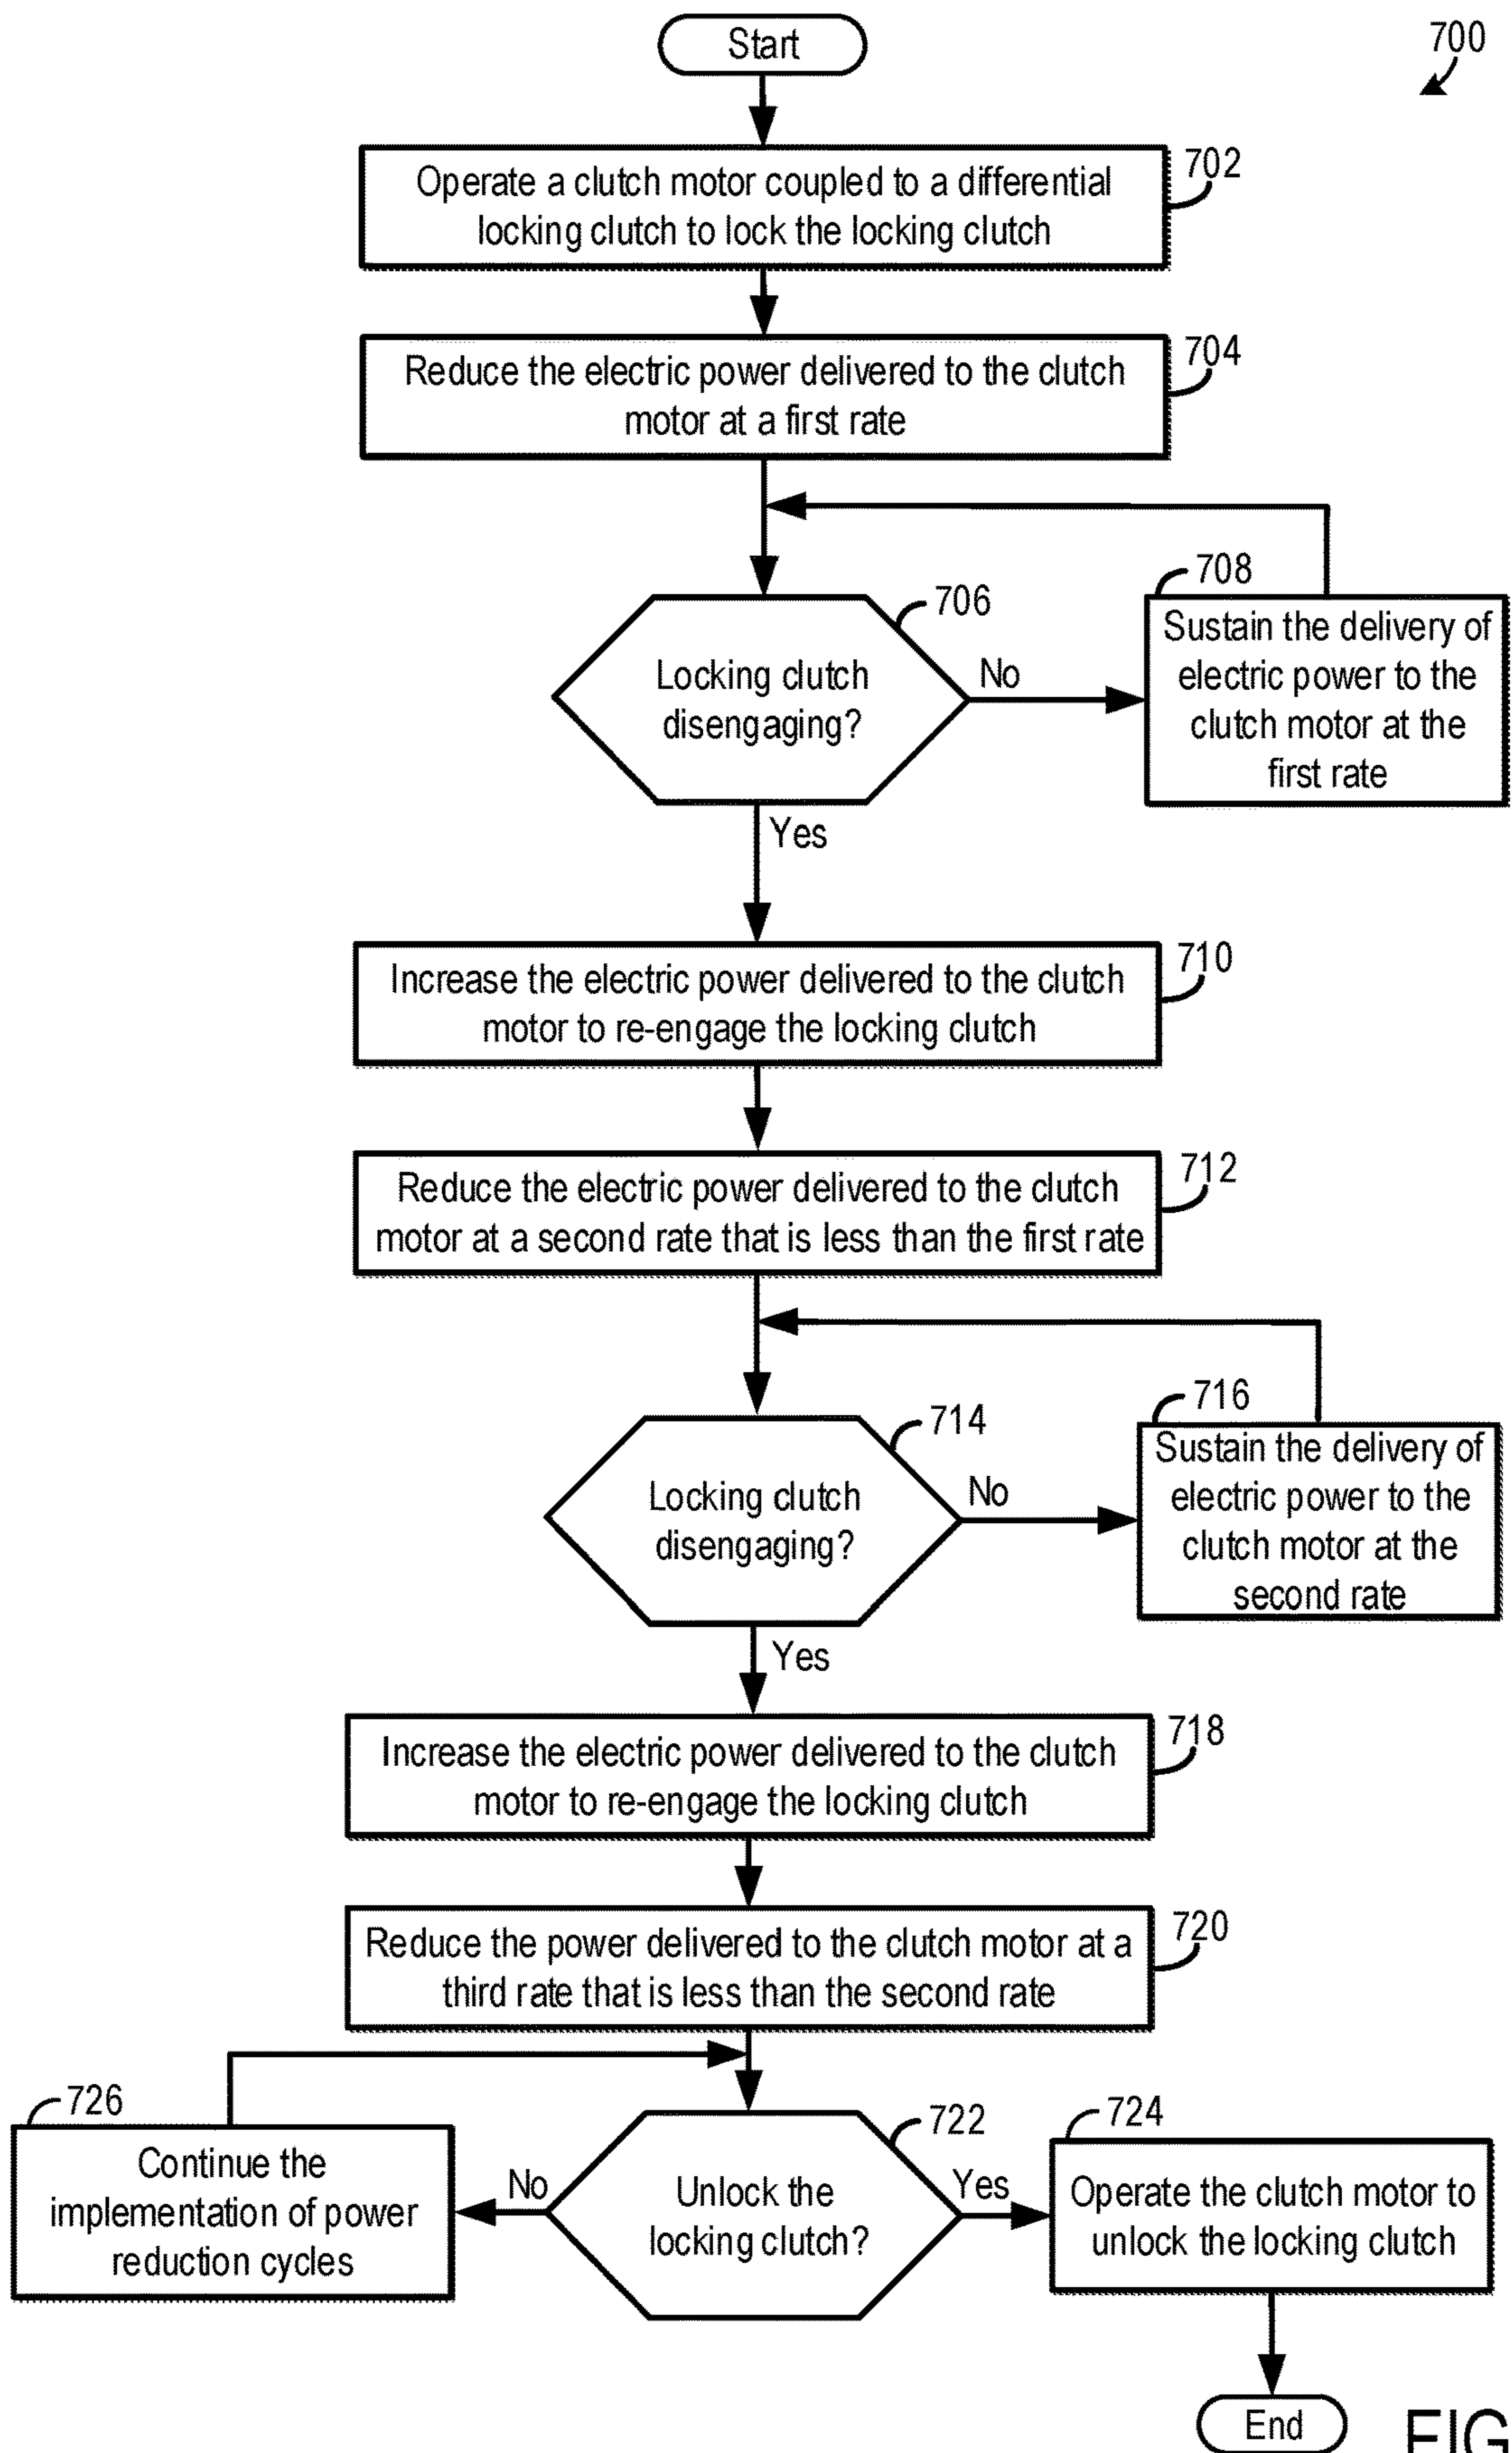 Start
700
Operate a clutch motor coupled to a differential
locking clutch to lock the locking clutch
702
Reduce the electric power delivered to the clutch
motor at a first rate
704
Locking clutch
disengaging?
706
No
708
Sustain the delivery of
electric power to the
clutch motor at the
first rate
Yes
Increase the electric power delivered to the clutch
motor to re-engage the locking clutch
710
Reduce the electric power delivered to the clutch
motor at a second rate that is less than the first rate
712
Locking clutch
disengaging?
714
No
716
Sustain the delivery of
electric power to the
clutch motor at the
second rate
Yes
Increase the electric power delivered to the clutch
motor to re-engage the locking clutch
718
Reduce the power delivered to the clutch motor at a
third rate that is less than the second rate
720
726
Continue the
implementation of power
reduction cycles
No
Unlock the
locking clutch?
722
Yes
724
Operate the clutch motor to
unlock the locking clutch
End
FIG